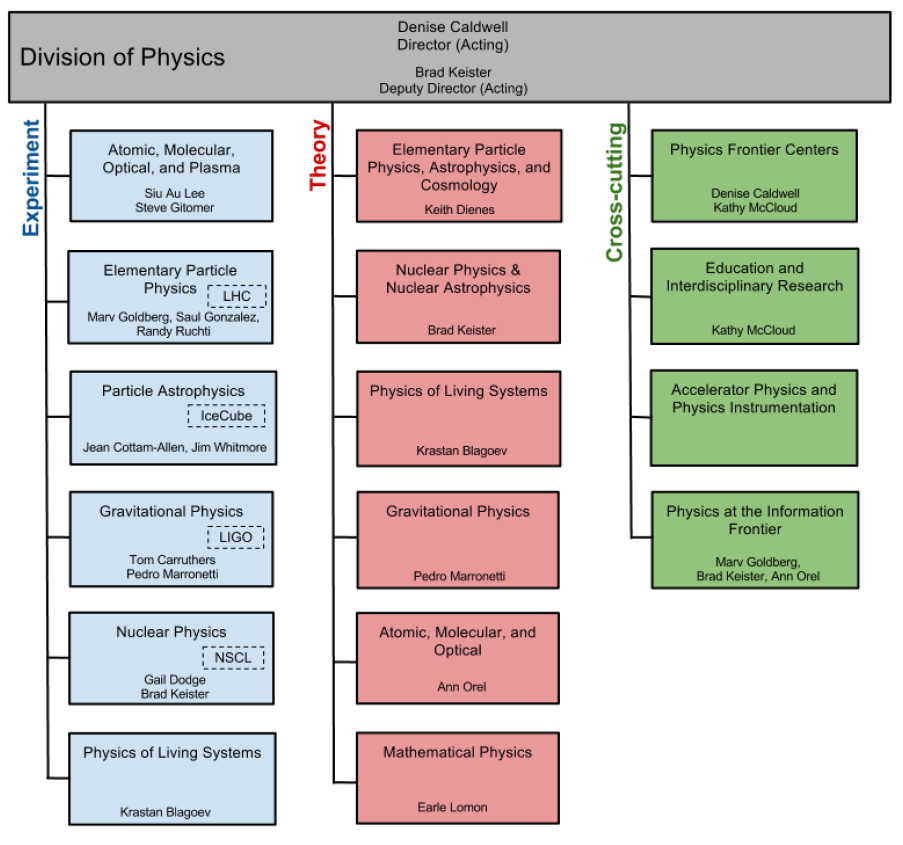 Division of Physics
Denise Caldwell
Director (Acting)
Brad Keister
Deputy Director (Acting)
Experiment
Atomic, Molecular,
Optical, and Plasma
Siu Au Lee
Steve Gitomer
Elementary Particle
Physics
LHC
Marv Goldberg, Saul Gonzalez,
Randy Ruchti
Particle Astrophysics
IceCube
Jean Cottam-Allen, Jim Whitmore
Gravitational Physics
LIGO
Tom Carruthers
Pedro Marronetti
Nuclear Physics
NSCL
Gail Dodge
Brad Keister
Physics of Living Systems
Krastan Blagoev
Theory
Elementary Particle
Physics, Astrophysics, and
Cosmology
Keith Dienes
Nuclear Physics &
Nuclear Astrophysics
Brad Keister
Physics of Living Systems
Krastan Blagoev
Gravitational Physics
Pedro Marronetti
Atomic, Molecular, and
Optical
Ann Orel
Mathematical Physics
Earle Lomon
Cross-cutting
Physics Frontier Centers
Denise Caldwell
Kathy McCloud
Education and
Interdisciplinary Research
Kathy McCloud
Accelerator Physics and
Physics Instrumentation
Physics at the Information
Frontier
Marv Goldberg,
Brad Keister, Ann Orel